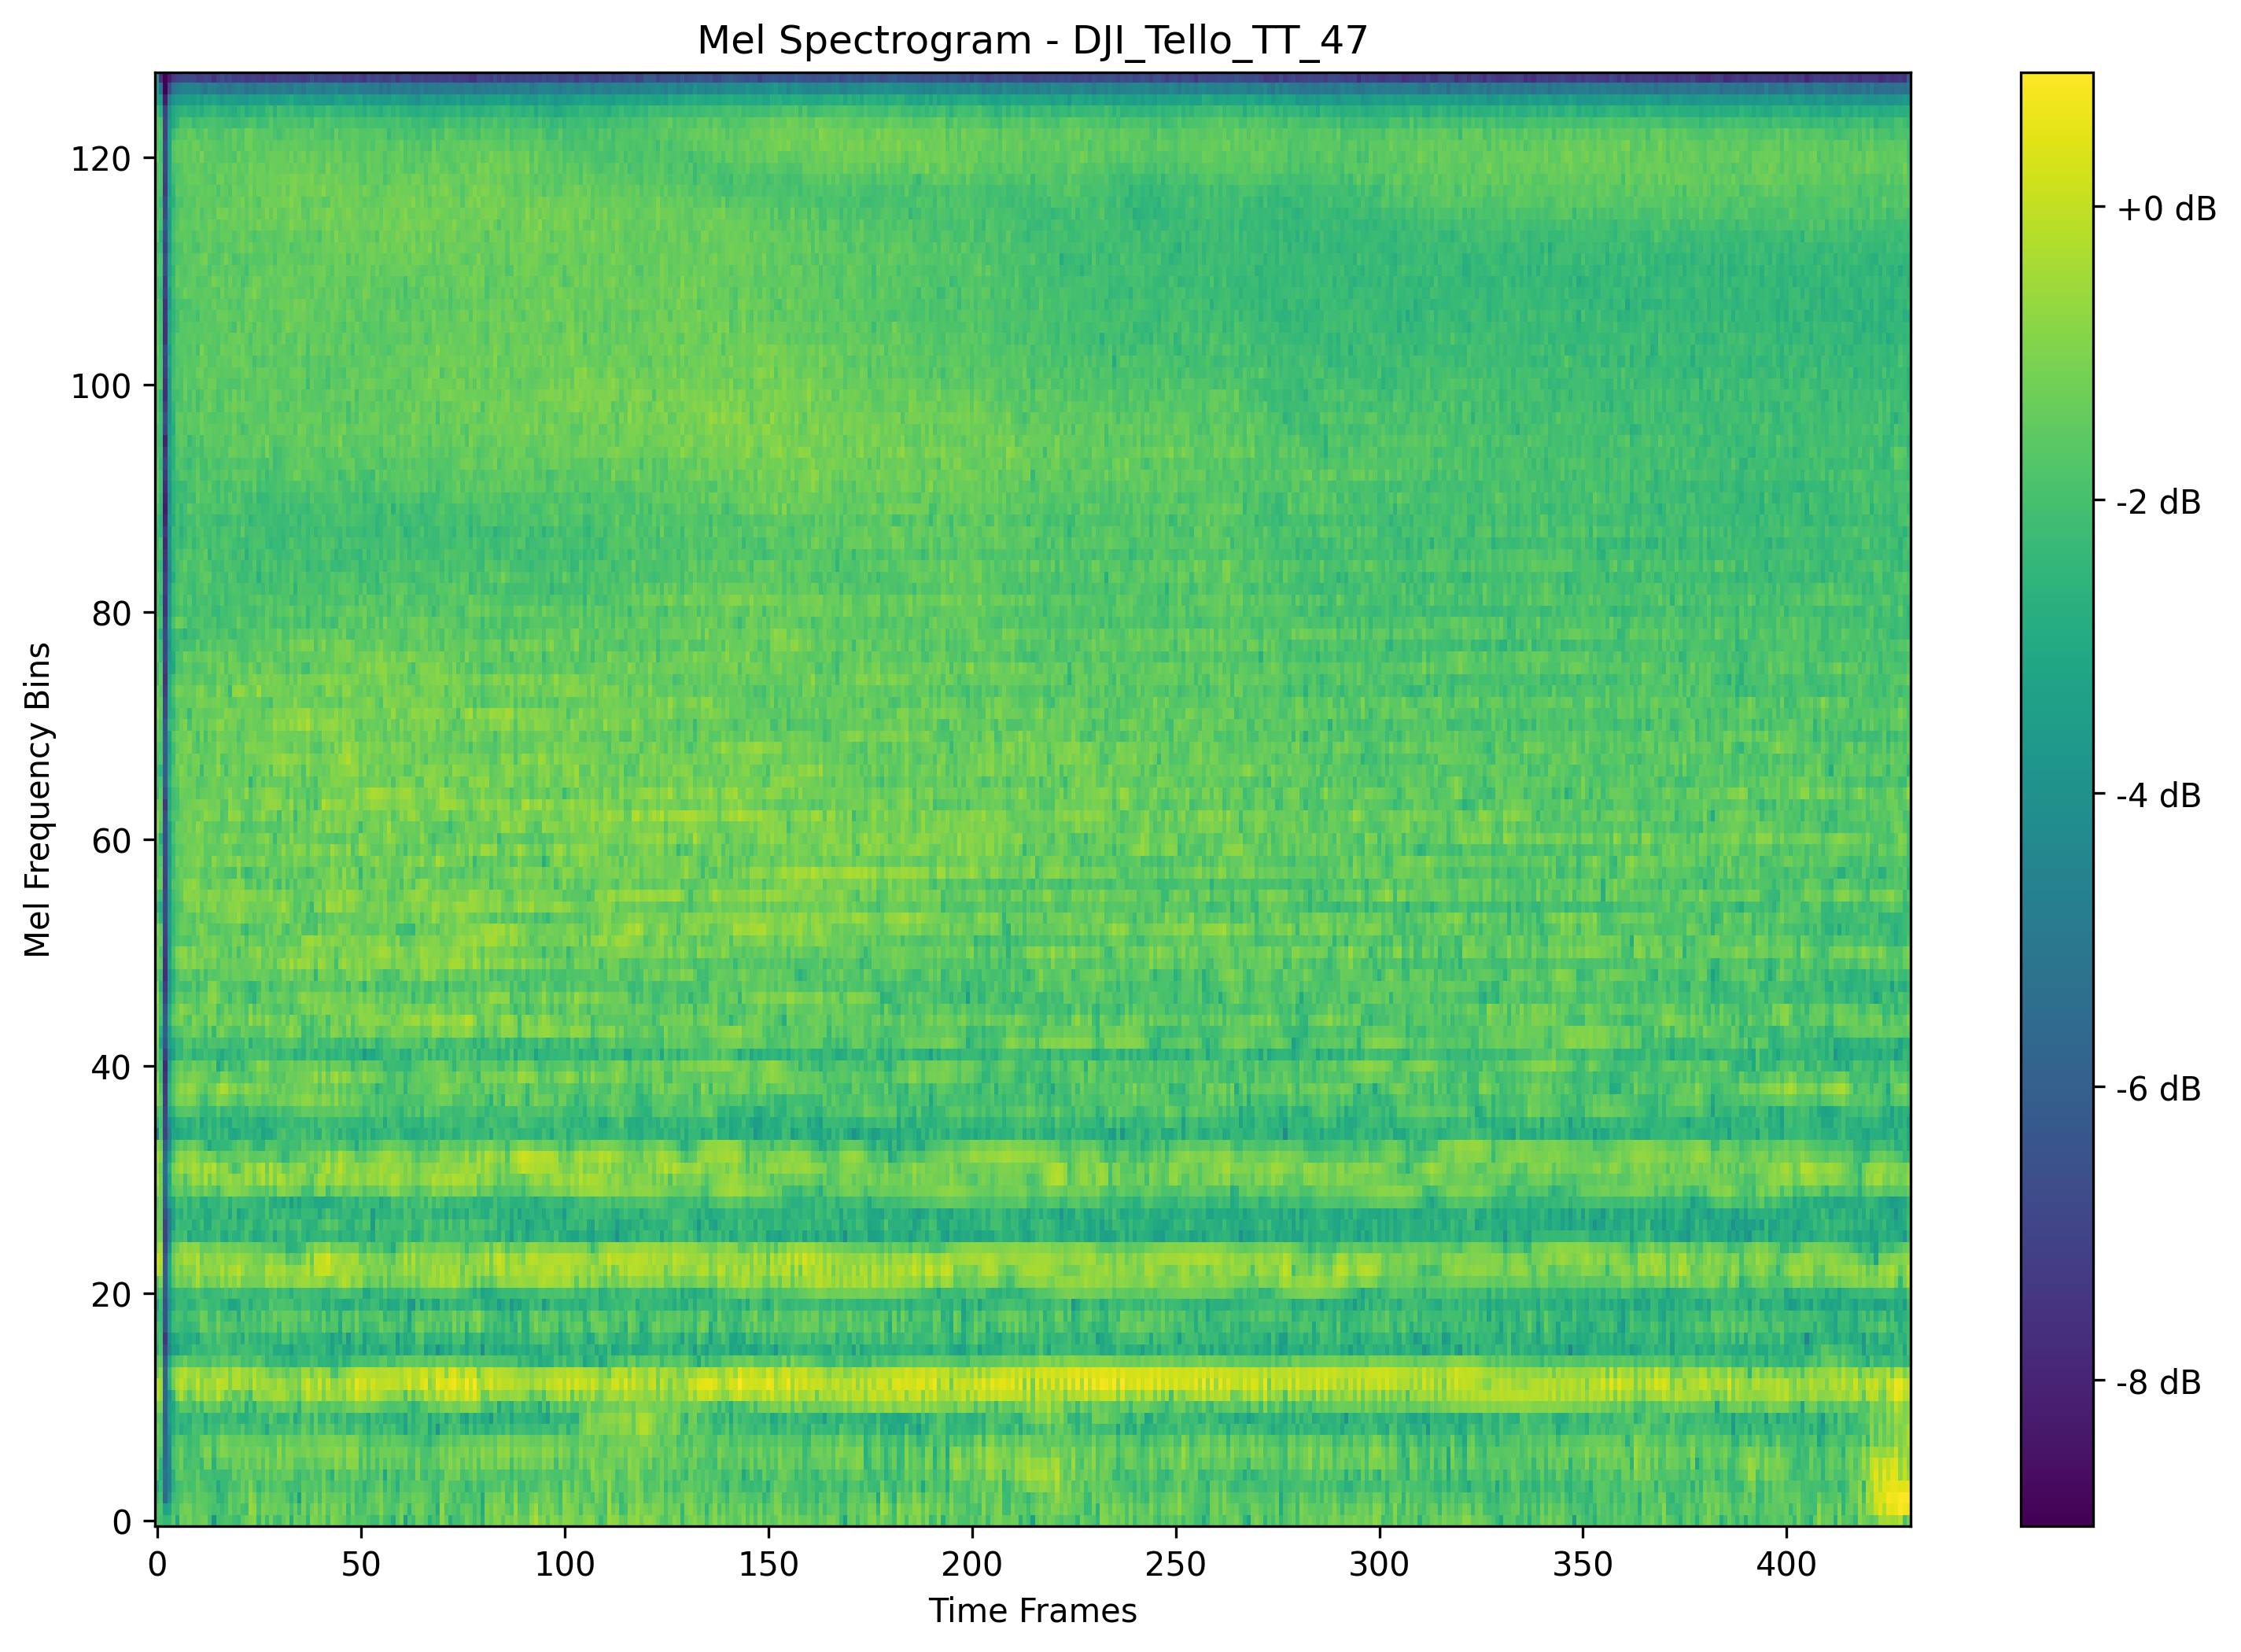 Mel Spectrogram - DJI_Tello_TT_47
Mel Frequency Bins
120
100
80
60
40
20
0
0 50 100 150 200 250 300 350 400
Time Frames
+0 dB
-2 dB
-4 dB
-6 dB
-8 dB